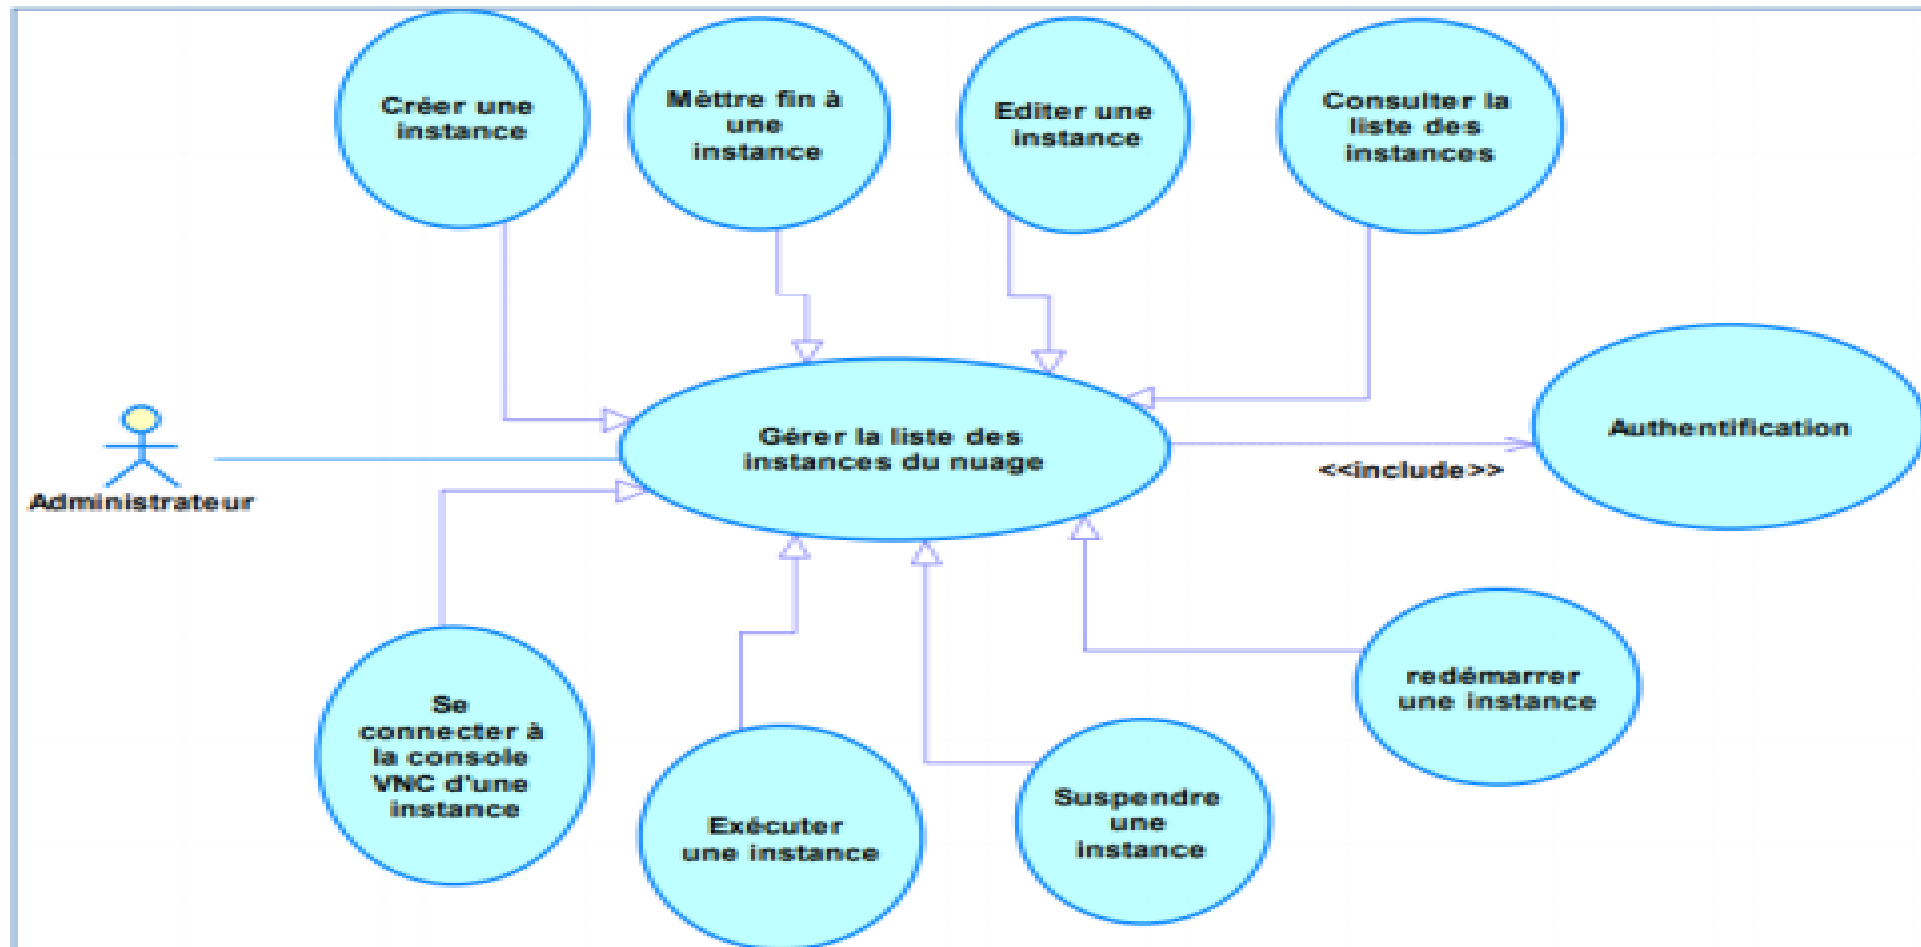 Créer une
instance
Mèttre fin à
une
instance
Editer une
instance
Consulter la
liste des
instances
Gérer la liste des
instances du nuage
Authentification
<<include>>
Administrateur
Se
connecter à
la console
VNC d'une
instance
Exécuter
une instance
Suspendre
une
instance
redémarrer
une instance